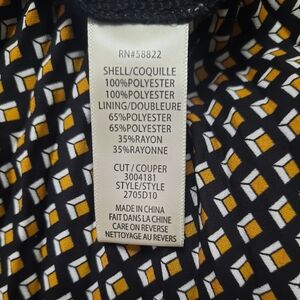 RN#58822
SHELL/COQUILLE
100%POLYESTER
100%POLYESTER
LINING/DOUBLEURE
65%POLYESTER
65%POLYESTER
35%RAYON
35%RAYONNE
CUT / COUPER
3004181
STYLE/STYLE
2705D10
MADE IN CHINA
FAIT DANS LA CHINE
CARE ON REVERSE
NETTOYAGE AU REVERS